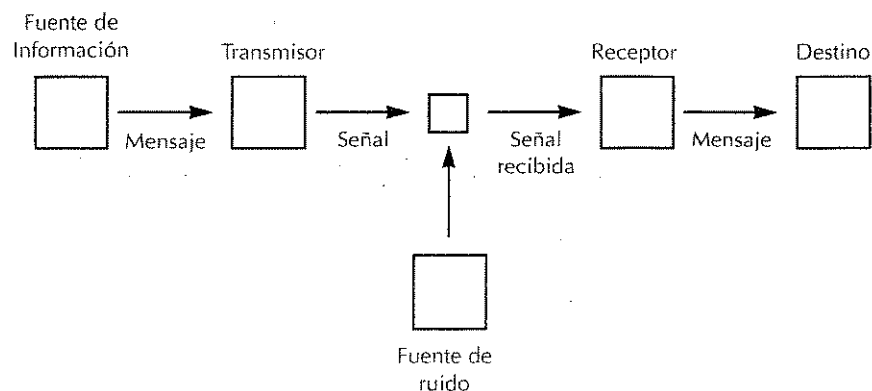 Fuente de
Información
Transmisor
Receptor
Destino
Mensaje
Señal
Señal
recibida
Mensaje
Fuente de
ruido